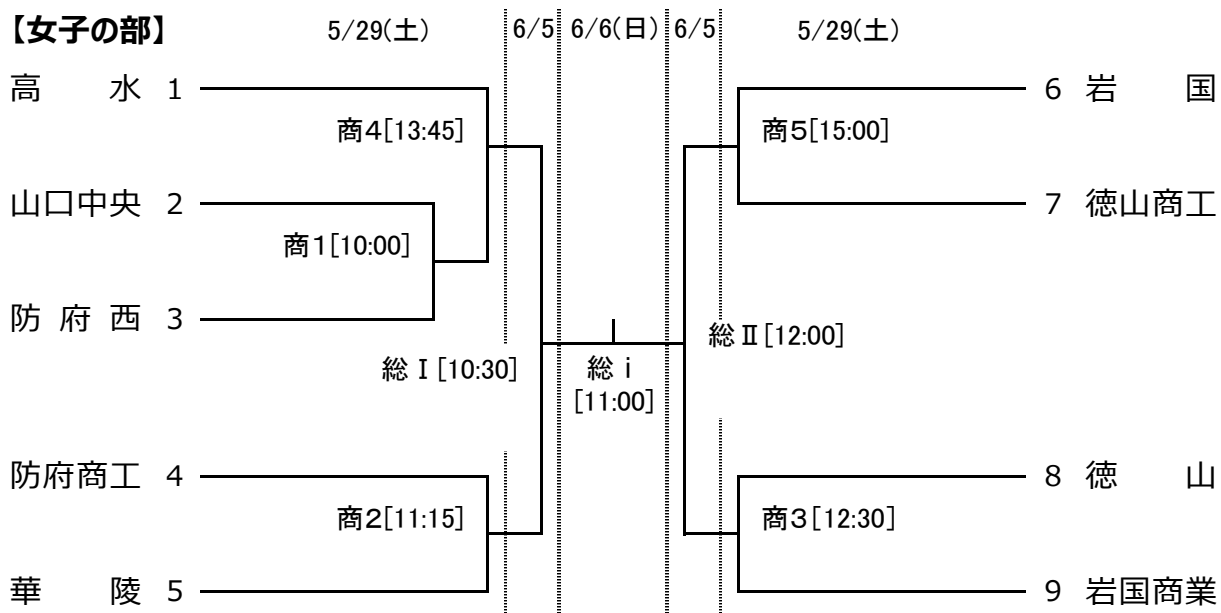 【女子の部】 5/29(土) 6/5 6/6(日) 6/5 5/29(土)
高 水 1
商4[13:45]
山口中央 2
商1[10:00]
防 府 西 3
総Ⅰ[10:30]
防府商工 4
商2[11:15]
華 陵 5
総ⅰ
[11:00]
6 岩 国
商5[15:00]
7 徳山商工
総Ⅱ[12:00]
8 徳 山
商3[12:30]
9 岩国商業